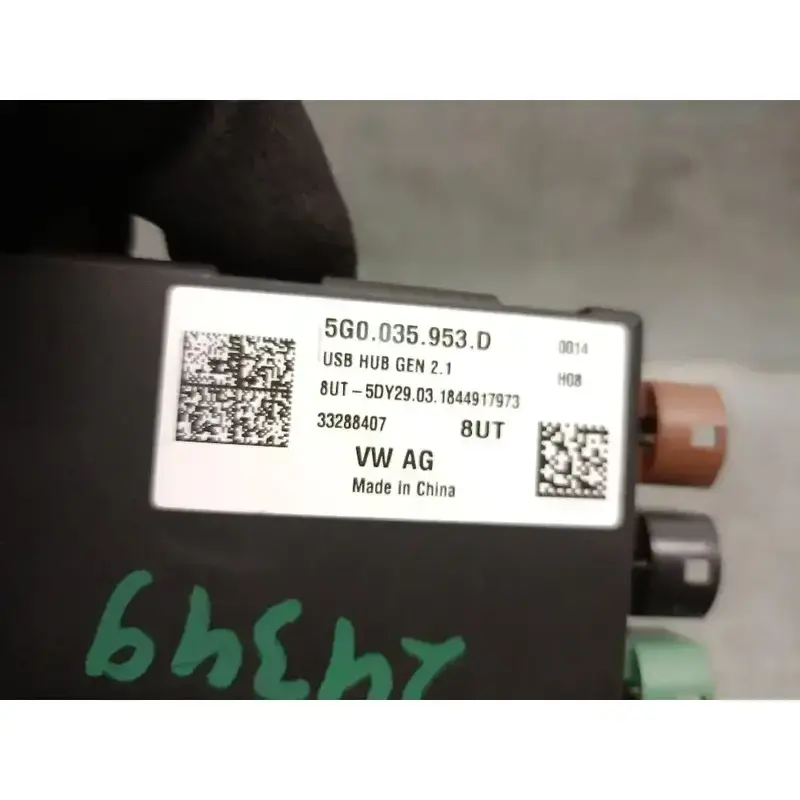 5G0.035.953.D
0014
USB HUB GEN 2.1
H08
8UT-5DY29.03.1844917973
33288407 8UT
VW AG
Made in China